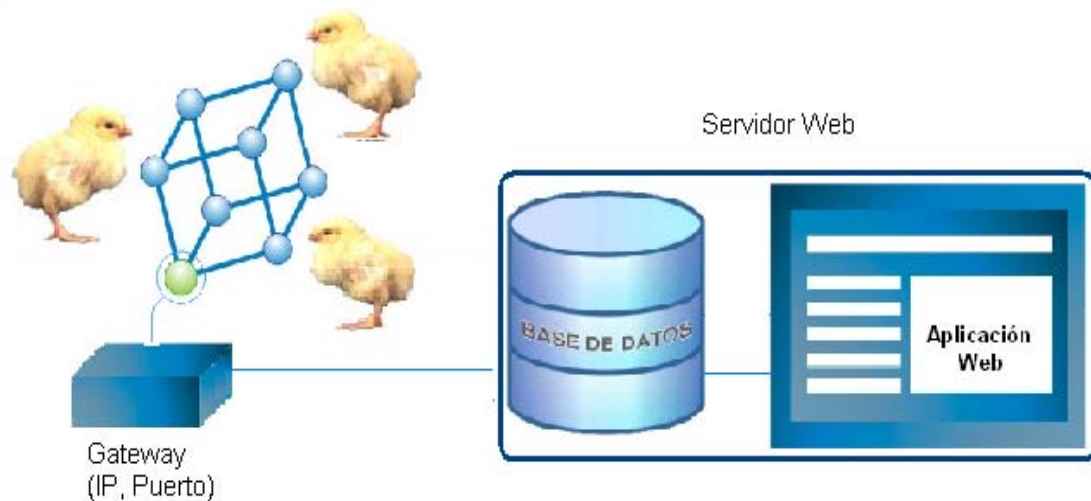 Servidor Web
BASE DE DATOS
Aplicación
Web
Gateway
(IP, Puerto)